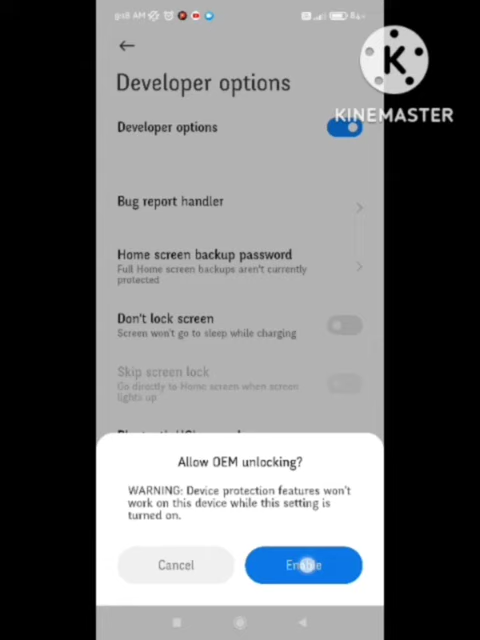 9:08 AM
Developer options
K
KINEMASTER
Developer options
Bug report handler
Home screen backup password
Full Home screen backups aren't currently
protected
Don't lock screen
Screen won't go to sleep while charging
Skip screen lock
Go directly to Home screen when screen
lights up
Allow OEM unlocking?
WARNING: Device protection features won't
work on this device while this setting is
turned on.
Cancel
Enable